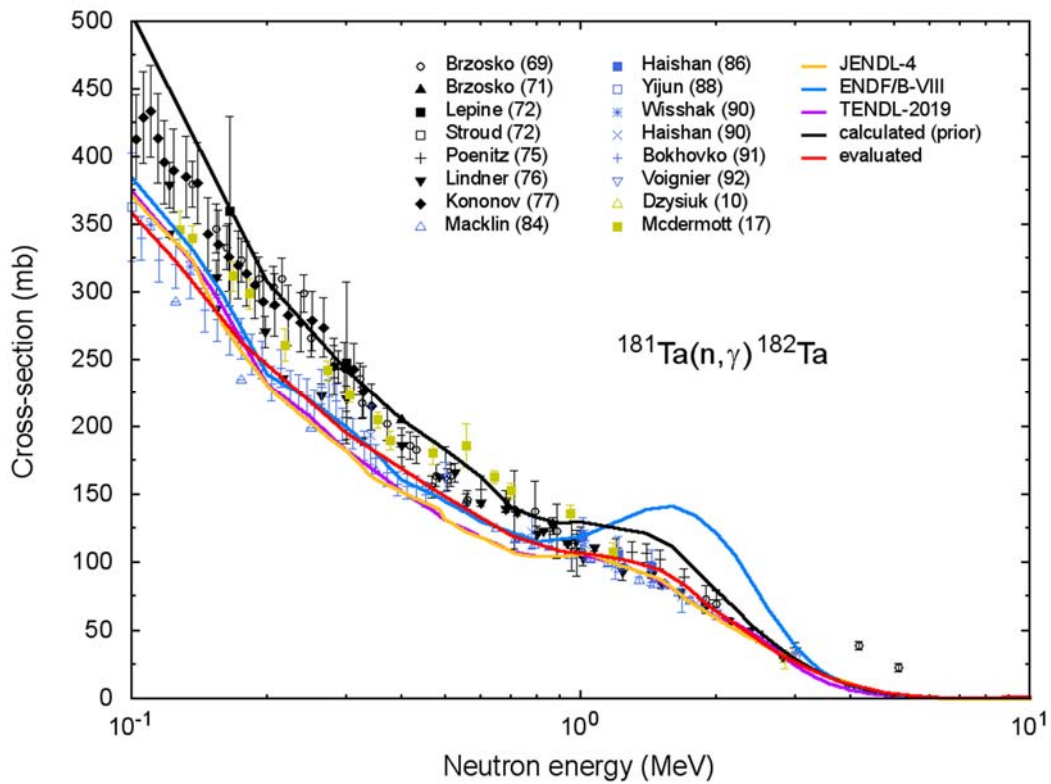 500
450
400
350
300
250
200
150
100
50
0
Cross-section (mb)
10⁻¹
10⁰
10¹
Neutron energy (MeV)
Brzosko (69)
Brzosko (71)
Lepine (72)
Stroud (72)
Poenitz (75)
Lindner (76)
Kononov (77)
Macklin (84)
Haishan (86)
Yijun (88)
Wisshak (90)
Haishan (90)
Bokhovko (91)
Voignier (92)
Dzysiuk (10)
Mcdermott (17)
JENDL-4
ENDF/B-VIII
TENDL-2019
calculated (prior)
evaluated
¹⁸¹Ta(n,γ)¹⁸²Ta